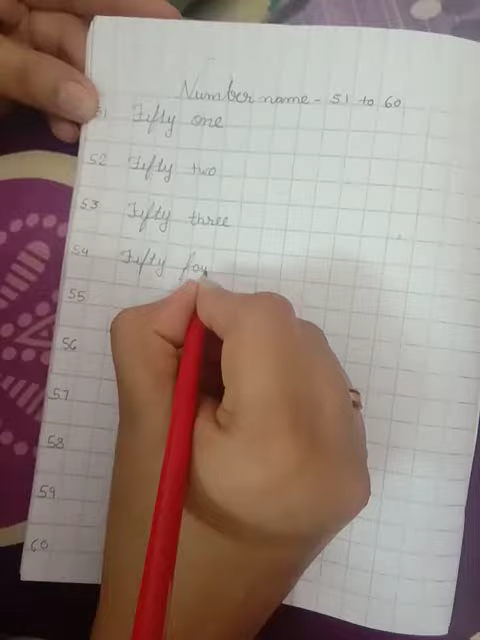 Number name - 51 to 60
51 Fifty one
52 Fifty two
53 Fifty three
54 Fifty fou
55
56
57
58
59
60